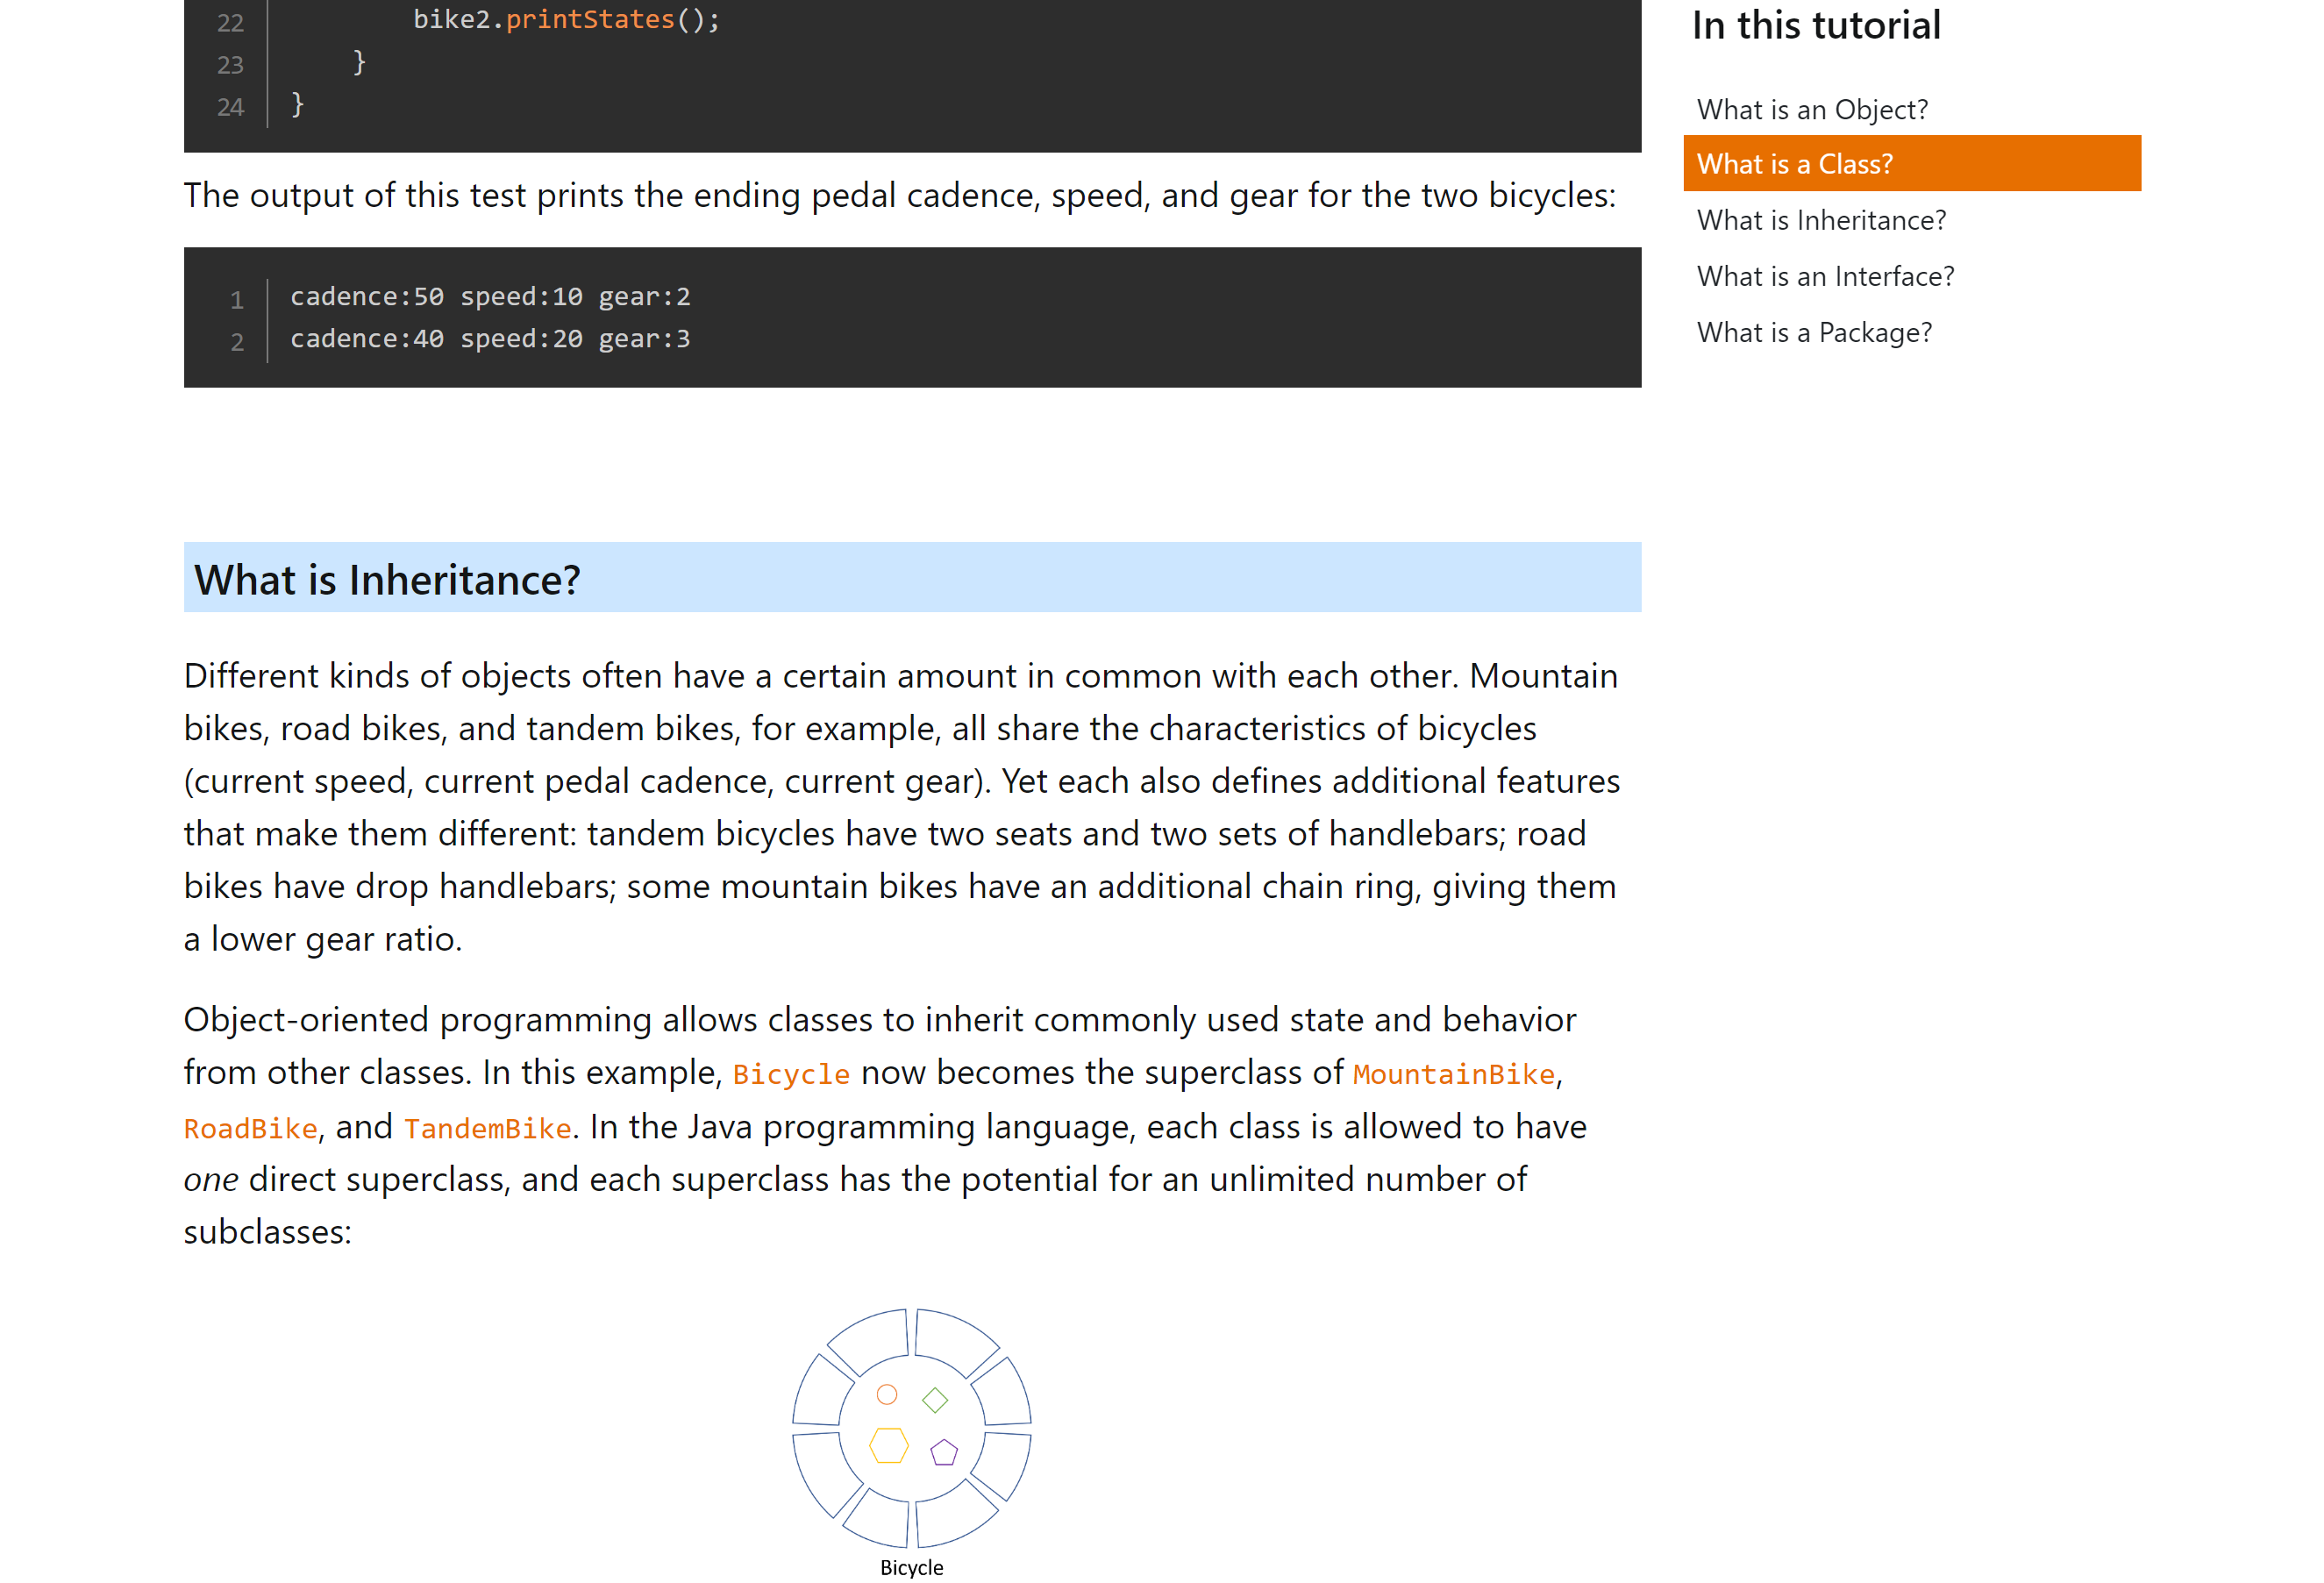 22 bike2.printStates();
23 }
24 }
The output of this test prints the ending pedal cadence, speed, and gear for the two bicycles:
1 cadence:50 speed:10 gear:2
2 cadence:40 speed:20 gear:3
What is Inheritance?
Different kinds of objects often have a certain amount in common with each other. Mountain
bikes, road bikes, and tandem bikes, for example, all share the characteristics of bicycles
(current speed, current pedal cadence, current gear). Yet each also defines additional features
that make them different: tandem bicycles have two seats and two sets of handlebars; road
bikes have drop handlebars; some mountain bikes have an additional chain ring, giving them
a lower gear ratio.
Object-oriented programming allows classes to inherit commonly used state and behavior
from other classes. In this example, Bicycle now becomes the superclass of MountainBike,
RoadBike, and TandemBike. In the Java programming language, each class is allowed to have
one direct superclass, and each superclass has the potential for an unlimited number of
subclasses:
Bicycle
In this tutorial
What is an Object?
What is a Class?
What is Inheritance?
What is an Interface?
What is a Package?